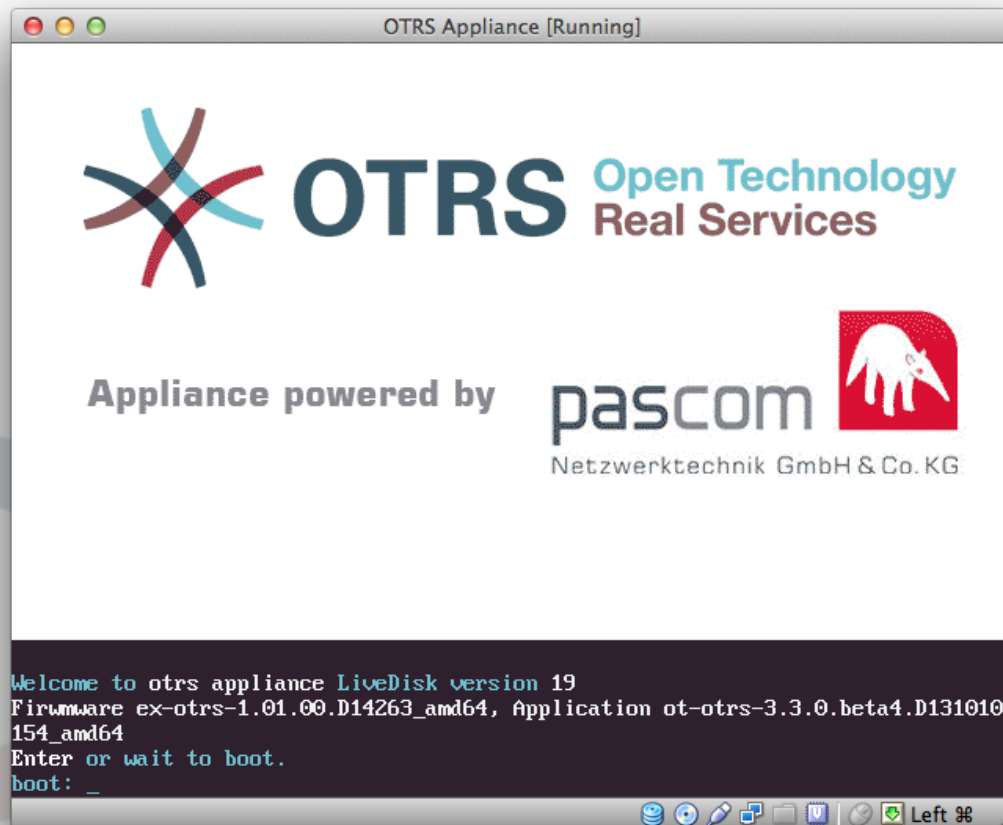 OTRS Appliance [Running]
OTRS Open Technology
Real Services
Appliance powered by
pascom
Netzwerktechnik GmbH & Co. KG
Welcome to otrs appliance LiveDisk version 19
Firwmware ex-otrs-1.01.00.D14263_amd64, Application ot-otrs-3.3.0.beta4.D131010
154_amd64
Enter or wait to boot.
boot: _
Left ⌘